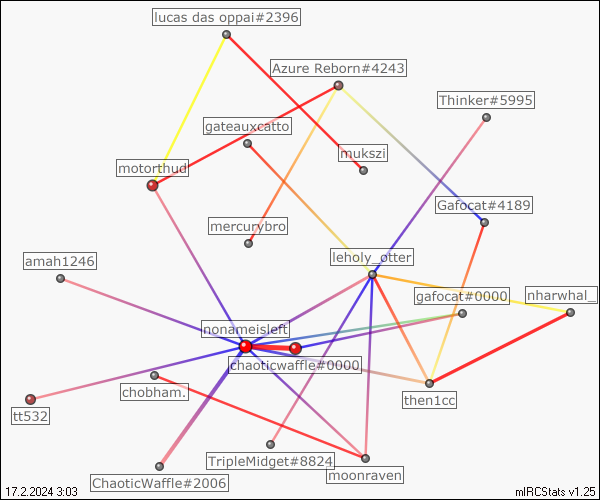 lucas das oppai#2396
Azure Reborn#4243
Thinker#5995
gateauxcatto
mukszi
motorthud
Gafocat#4189
mercurybro
leholy_otter
amah1246
gafocat#0000
nharwhal_
nonameisleft
chaoticwaffle#0000
chobham.
then1cc
tt532
TripleMidget#8824
moonraven
ChaoticWaffle#2006
17.2.2024 3:03
mIRCStats v1.25